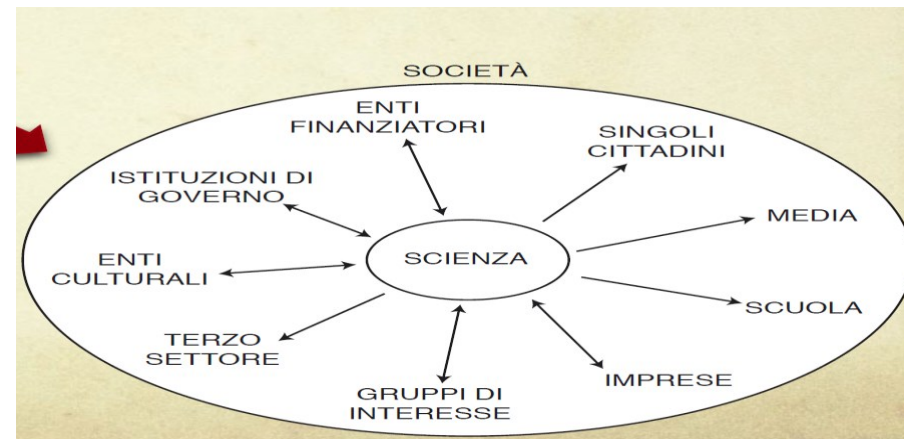 SOCIETÀ
ENTI
FINANZIATORI
SINGOLI
CITTADINI
ISTITUZIONI DI
GOVERNO
MEDIA
ENTI
CULTURALI
SCIENZA
SCUOLA
TERZO
SETTORE
IMPRESE
GRUPPI DI
INTERESSE